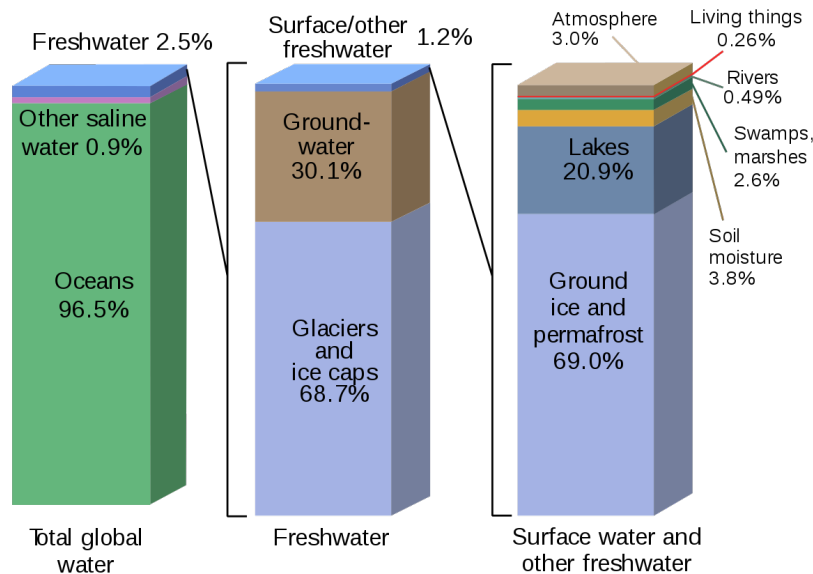 Freshwater 2.5%
Other saline
water 0.9%
Oceans
96.5%
Total global
water
Surface/other
freshwater 1.2%
Ground-
water
30.1%
Glaciers
and
ice caps
68.7%
Freshwater
Atmosphere
3.0%
Living things
0.26%
Rivers
0.49%
Swamps,
marshes
2.6%
Soil
moisture
3.8%
Lakes
20.9%
Ground
ice and
permafrost
69.0%
Surface water and
other freshwater